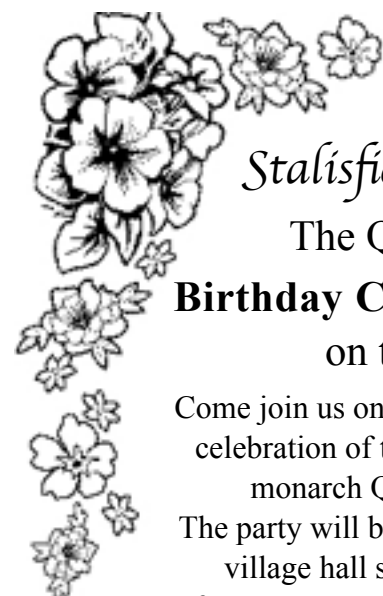 Stalisfi
The Q
Birthday C
on t
Come join us on
celebration of t
monarch Q
The party will b
village hall s